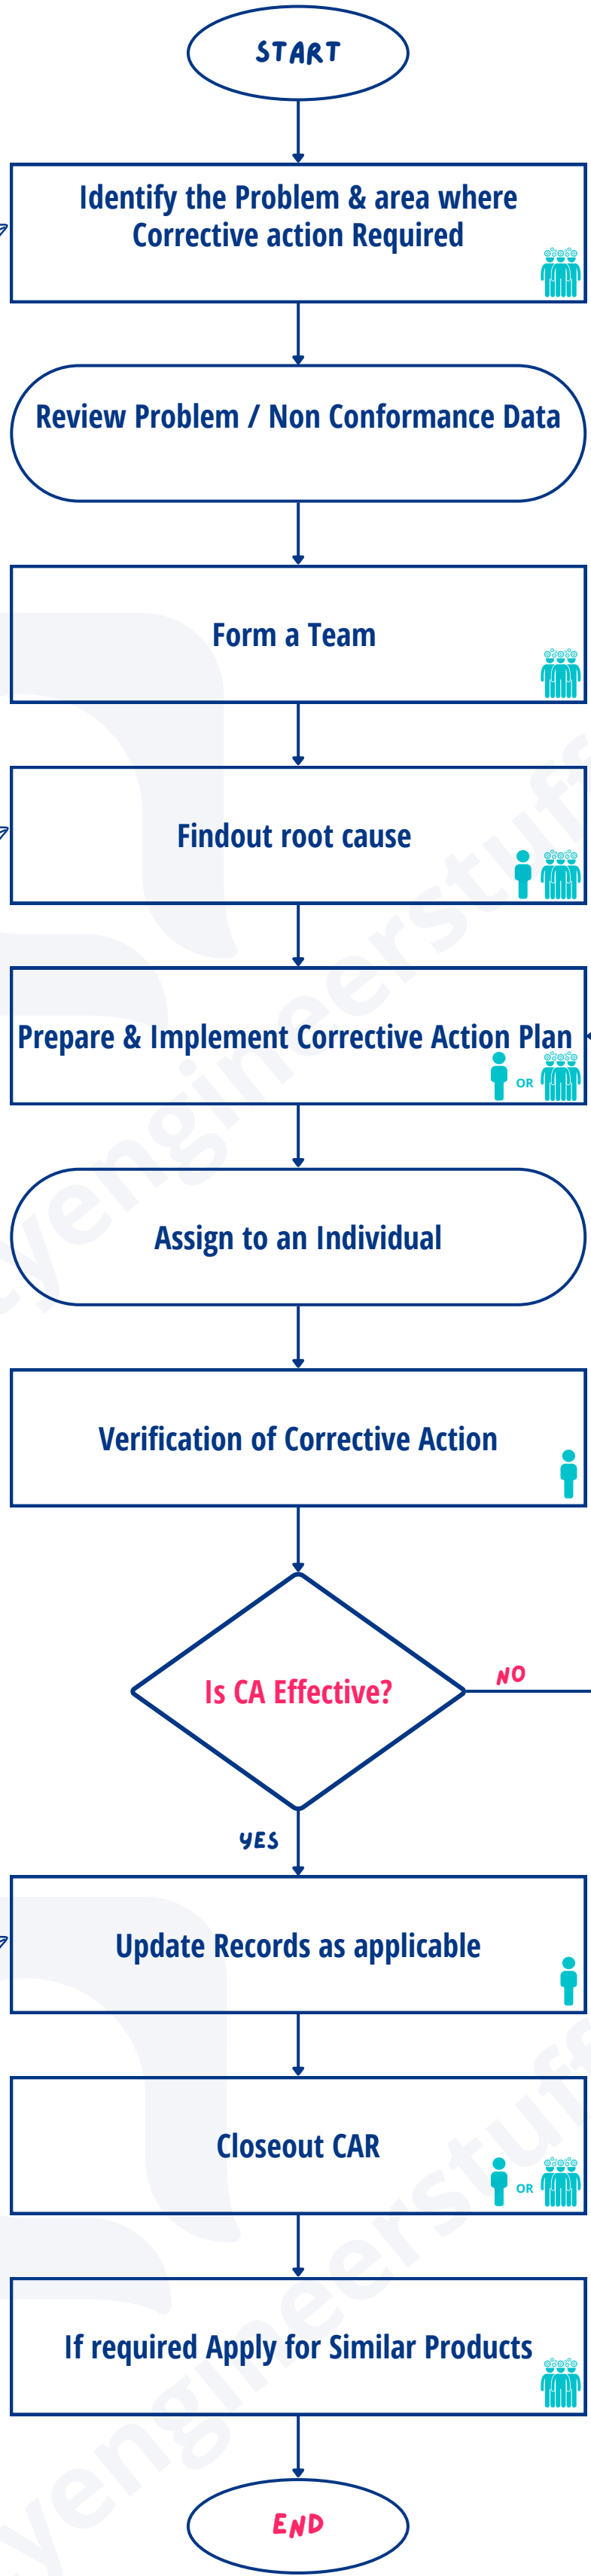 START
Identify the Problem & area where
Corrective action Required
Review Problem / Non Conformance Data
Form a Team
Findout root cause
Prepare & Implement Corrective Action Plan
OR
Assign to an Individual
Verification of Corrective Action
Is CA Effective?
NO
YES
Update Records as applicable
Closeout CAR
OR
If required Apply for Similar Products
END
yengineerstuff
yengineerstuff